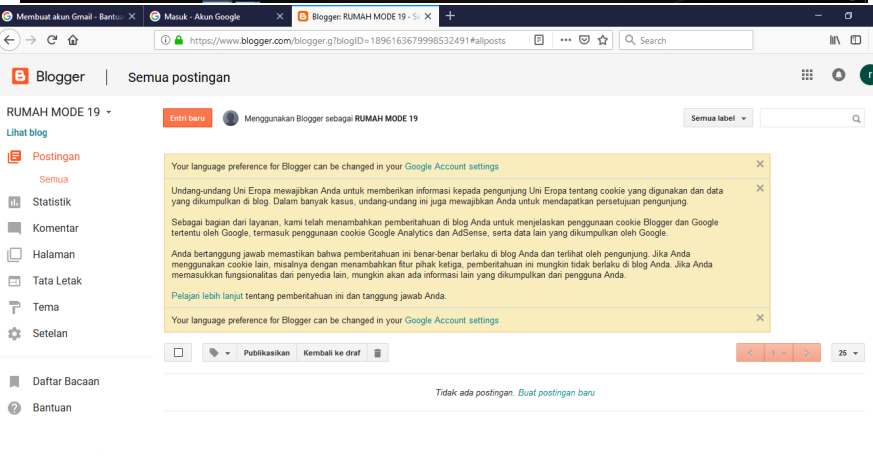 Membuat akun Gmail - Bantua
Masuk - Akun Google
Blogger: RUMAH MODE 19 - Se
https://www.blogger.com/blogger.g?blogID=1896163679998532491#allposts
Search
Blogger
Semua postingan
RUMAH MODE 19
Lihat blog
Entri baru
Menggunakan Blogger sebagai RUMAH MODE 19
Semua label
Postingan
Semua
Statistik
Komentar
Halaman
Tata Letak
Tema
Setelan
Daftar Bacaan
Bantuan
Your language preference for Blogger can be changed in your Google Account settings
Undang-undang Uni Eropa mewajibkan Anda untuk memberikan informasi kepada pengunjung Uni Eropa tentang cookie yang digunakan dan data
yang dikumpulkan di blog. Dalam banyak kasus, undang-undang ini juga mewajibkan Anda untuk mendapatkan persetujuan pengunjung.
Sebagai bagian dari layanan, kami telah menambahkan pemberitahuan di blog Anda untuk menjelaskan penggunaan cookie Blogger dan Google
tertentu oleh Google, termasuk penggunaan cookie Google Analytics dan AdSense, serta data lain yang dikumpulkan oleh Google.
Anda bertanggung jawab memastikan bahwa pemberitahuan ini benar-benar berlaku di blog Anda dan terlihat oleh pengunjung. Jika Anda
menggunakan cookie lain, misalnya dengan menambahkan fitur pihak ketiga, pemberitahuan ini mungkin tidak berlaku di blog Anda. Jika Anda
memasukkan fungsionalitas dari penyedia lain, mungkin akan ada informasi lain yang dikumpulkan dari pengguna Anda.
Pelajari lebih lanjut tentang pemberitahuan ini dan tanggung jawab Anda.
Your language preference for Blogger can be changed in your Google Account settings
Publikasikan
Kembali ke draf
1
25
Tidak ada postingan. Buat postingan baru